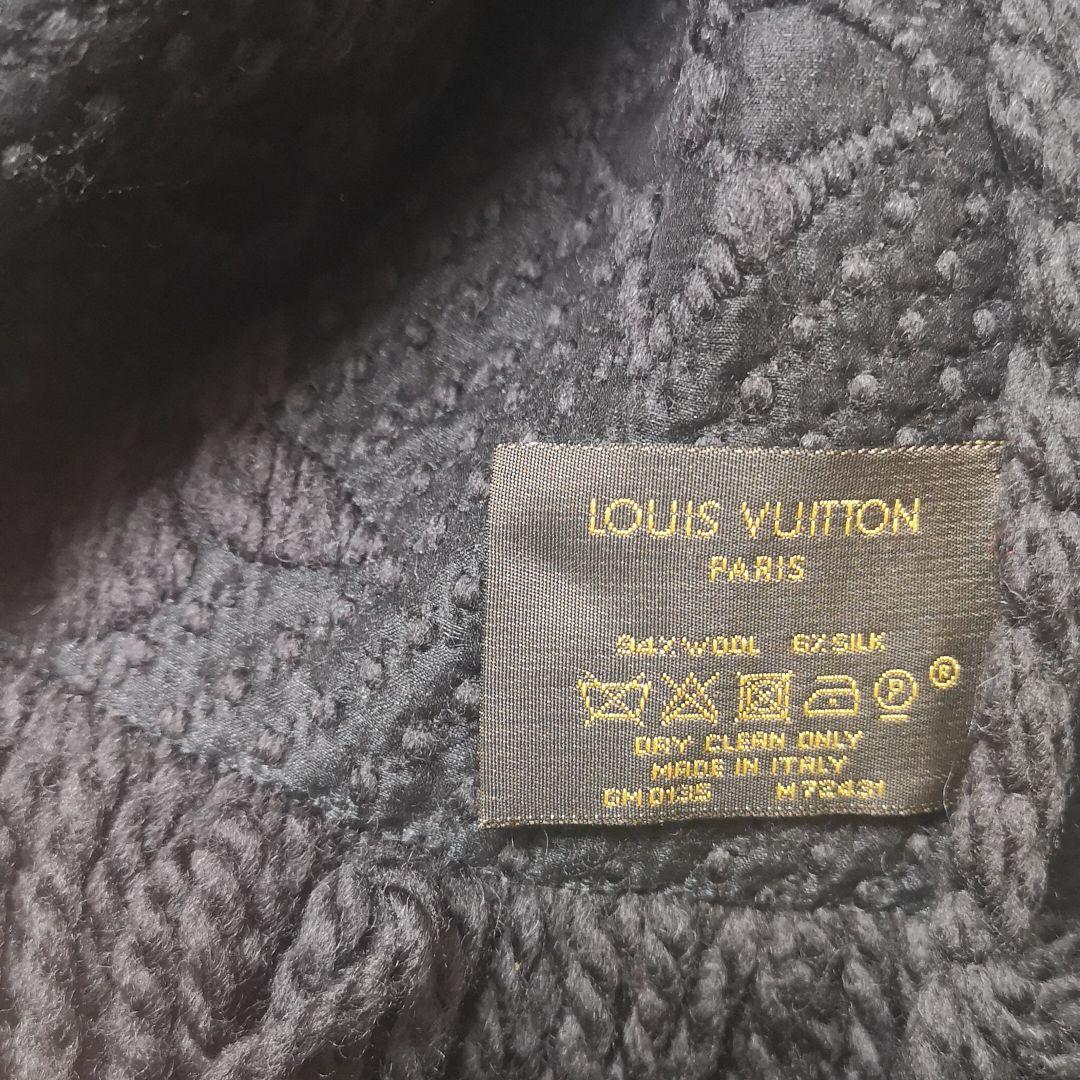 LOUIS VUITTON
PARIS
94% WOOL 6% SILK
P ®
DRY CLEAN ONLY
MADE IN ITALY
GM0135 M72431